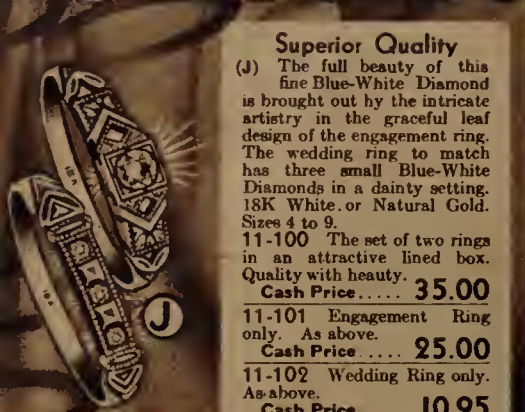 Superior Quality
(J) The full beauty of this
fine Blue-White Diamond
is brought out by the intricate
artistry in the graceful leaf
design of the engagement ring.
The wedding ring to match
has three small Blue-White
Diamonds in a dainty setting.
18K White or Natural Gold.
Sizes 4 to 9.
11-100 The set of two rings
in an attractive lined box.
Quality with beauty.
Cash Price..... 35.00
11-101 Engagement Ring
only. As above.
Cash Price..... 25.00
11-102 Wedding Ring only.
As above.
Cash Price 10.95
J